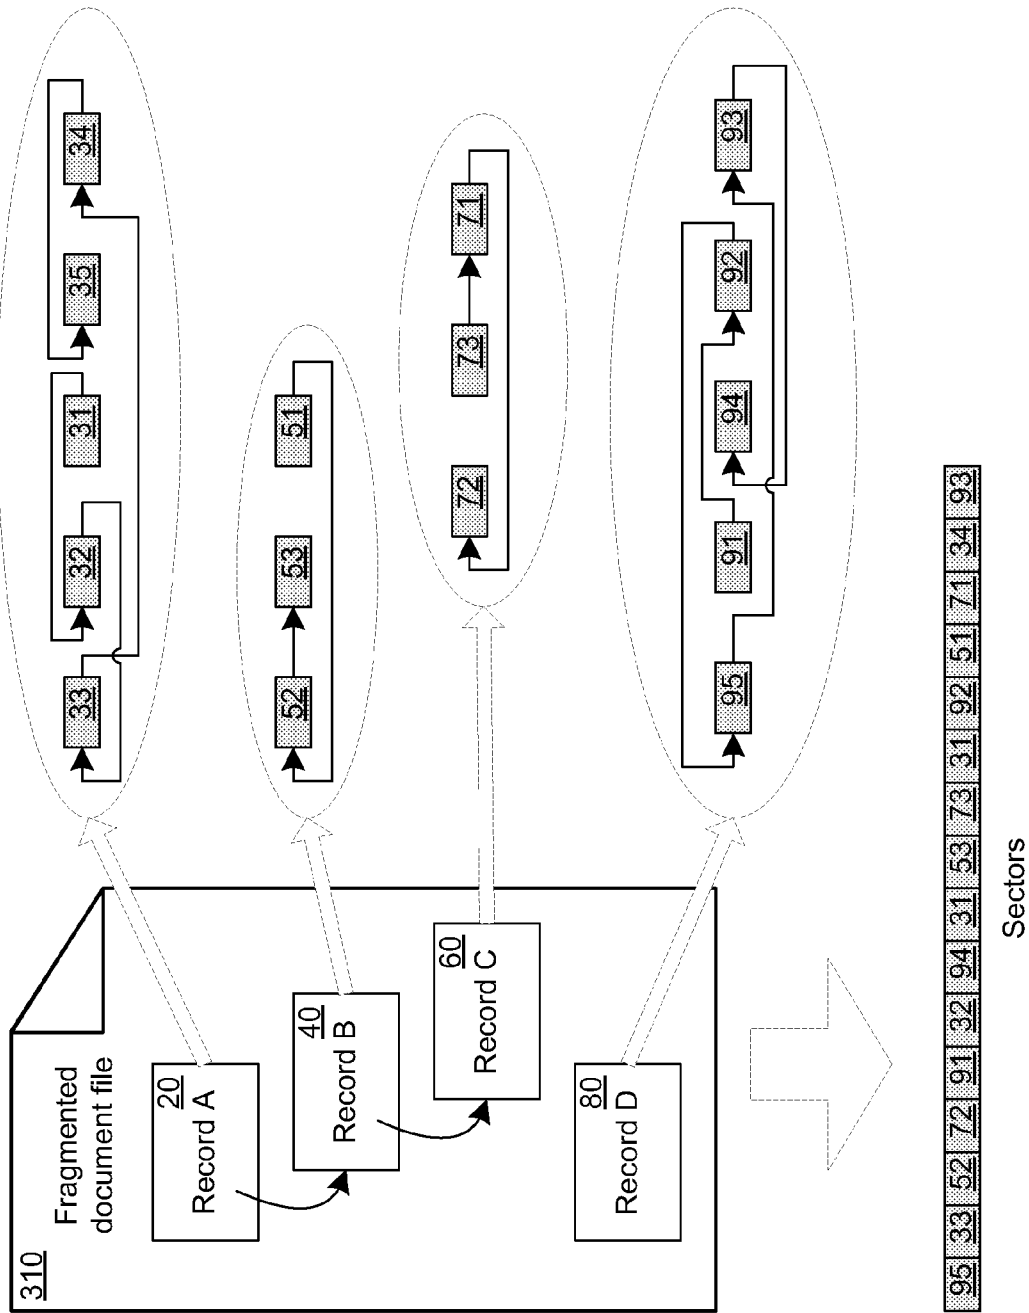 310
Fragmented
document file
20
Record A
40
Record B
60
Record C
80
Record D
33
32
31
35
34
52
53
51
72
73
71
95
91
94
92
93
95 33 52 72 91 32 94 31 53 73 31 92 51 71 34 93
Sectors